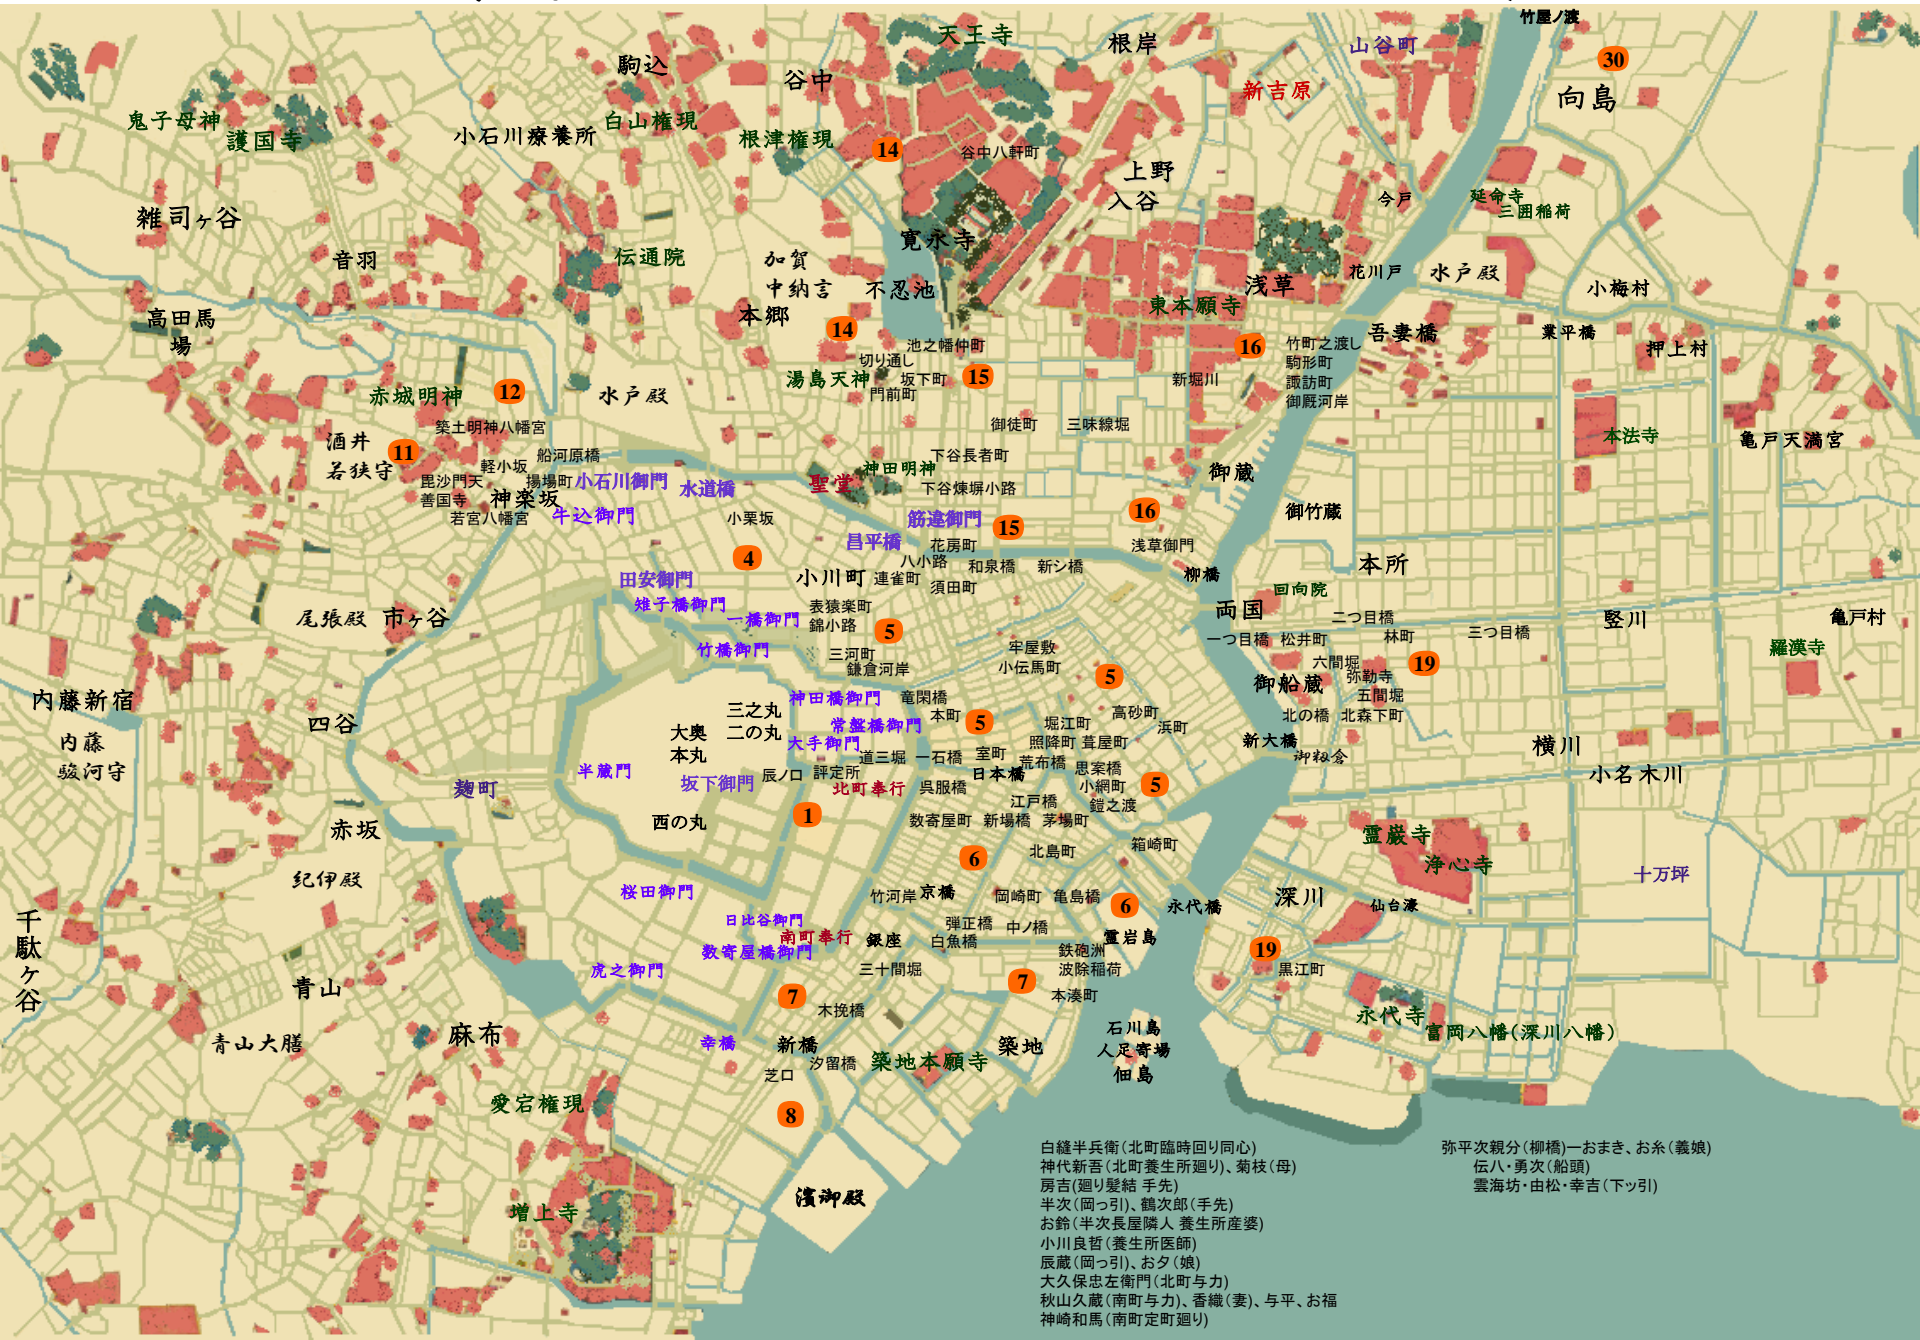 竹屋ノ渡
天王寺
根岸
山谷町
30
駒込
谷中
新吉原
向島
鬼子母神
護国寺
小石川療養所
白山権現
根津権現
14
谷中八軒町
上野
入谷
今戸
延命寺
三囲稲荷
雑司ヶ谷
音羽
伝通院
加賀
中納言
寛永寺
不忍池
浅草
花川戸
水戸殿
小梅村
高田馬
場
本郷
14
東本願寺
16
竹町之渡し
駒形町
諏訪町
御厩河岸
吾妻橋
業平橋
押上村
池之幡仲町
切り通し
湯島天神
坂下町
門前町
15
新堀川
赤城明神
12
水戸殿
築土明神八幡宮
御徒町
三味線堀
本法寺
亀戸天満宮
酒井
若狭守
11
船河原橋
軽小坂
毘沙門天
善国寺
揚場町
神楽坂
若宮八幡宮
小石川御門
水道橋
牛込御門
小栗坂
聖堂
神田明神
下谷長者町
下谷煉塀小路
御蔵
御竹蔵
筋違御門
昌平橋
15
16
花房町
八小路
浅草御門
4
小川町
連雀町
須田町
和泉橋
新シ橋
柳橋
本所
田安御門
雉子橋御門
一橋御門
竹橋御門
表猿楽町
錦小路
5
回向院
両国
二つ目橋
一つ目橋
松井町
林町
三つ目橋
竪川
亀戸村
羅漢寺
尾張殿
市ヶ谷
三河町
鎌倉河岸
牢屋敷
小伝馬町
5
六間堀
弥勒寺
五間堀
19
御船蔵
北の橋
北森下町
内藤新宿
内藤
駿河守
四谷
神田橋御門
竜閑橋
本町
5
三之丸
二の丸
大奥
本丸
常盤橋御門
大手御門
道三堀
一石橋
室町
堀江町
高砂町
照降町
葺屋町
浜町
新大橋
御籾倉
横川
小名木川
半蔵門
坂下御門
辰ノ口
評定所
北町奉行
呉服橋
日本橋
荒布橋
思案橋
小網町
5
鎧之渡
麹町
西の丸
1
江戸橋
数寄屋町
新場橋
茅場町
赤坂
6
北島町
箱崎町
霊巌寺
浄心寺
十万坪
紀伊殿
桜田御門
竹河岸
京橋
岡崎町
亀島橋
6
永代橋
深川
仙台濠
千
駄
ヶ
谷
日比谷御門
南町奉行
数寄屋橋御門
銀座
弾正橋
白魚橋
中ノ橋
霊岩島
鉄砲洲
波除稲荷
19
黒江町
虎之御門
三十間堀
7
本湊町
青山
7
木挽橋
永代寺
富岡八幡(深川八幡)
青山大膳
麻布
幸橋
新橋
汐留橋
芝口
築地本願寺
築地
石川島
人足寄場
佃島
愛宕権現
8
増上寺
濱御殿
白縫半兵衛(北町臨時回り同心)
神代新吾(北町養生所廻り)、菊枝(母)
房吉(廻り髪結 手先)
半次(岡っ引)、鶴次郎(手先)
お鈴(半次長屋隣人 養生所産婆)
小川良哲(養生所医師)
辰蔵(岡っ引)、お夕(娘)
大久保忠左衛門(北町与力)
秋山久蔵(南町与力)、香織(妻)、与平、お福
神崎和馬(南町定町廻り)
弥平次親分(柳橋)ーおまき、お糸(義娘)
伝八・勇次(船頭)
雲海坊・由松・幸吉(下ッ引)